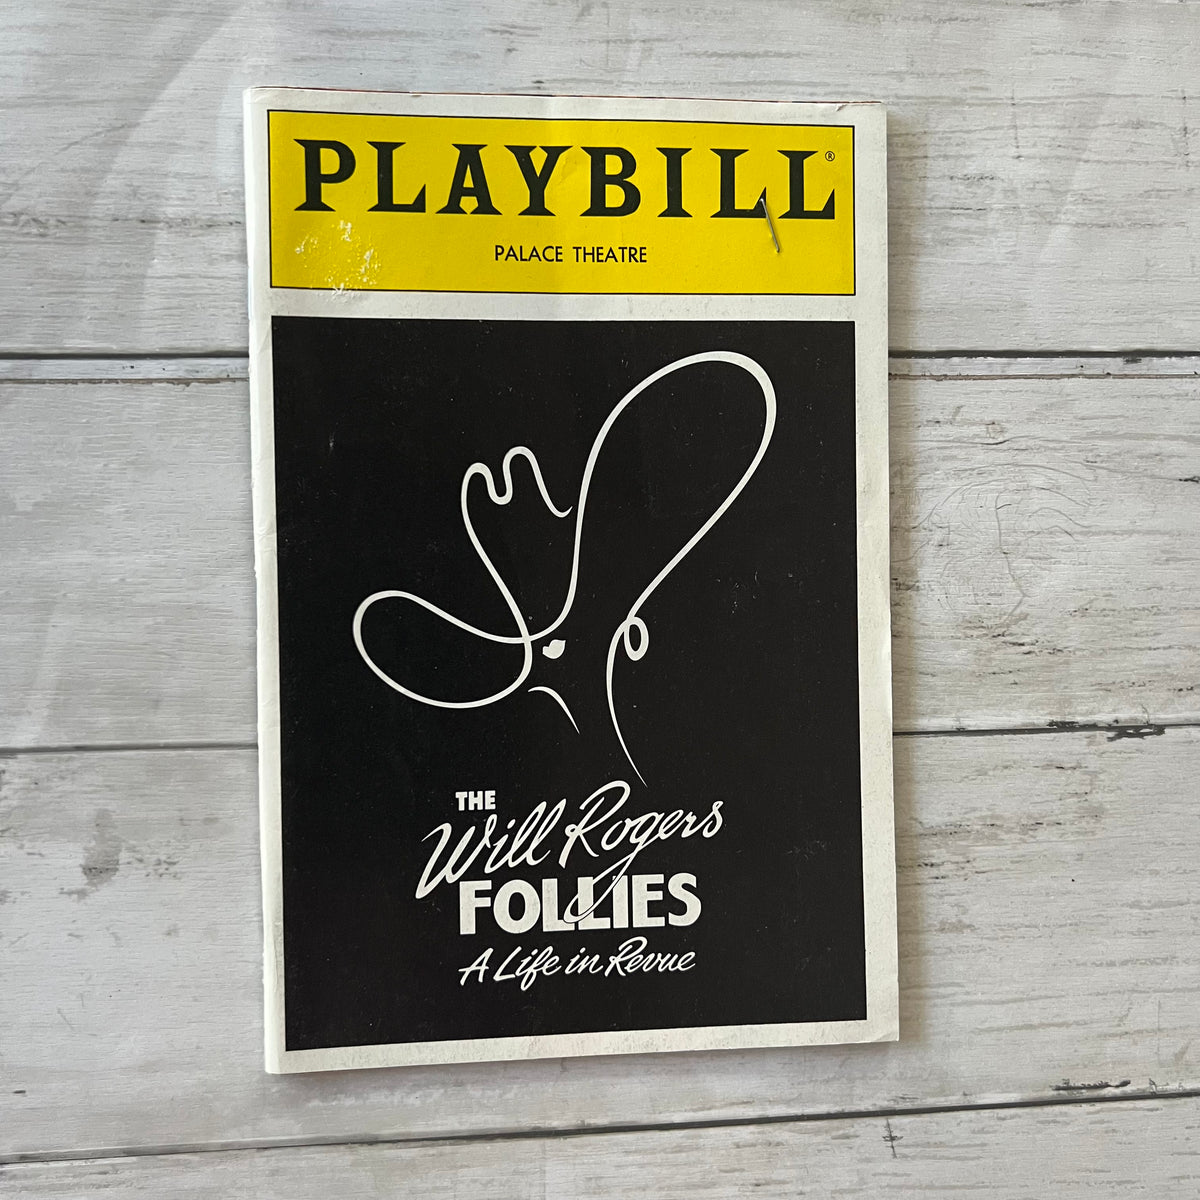 PLAYBILL®
PALACE THEATRE
THE
Will Rogers
FOLLIES
A Life in Revue